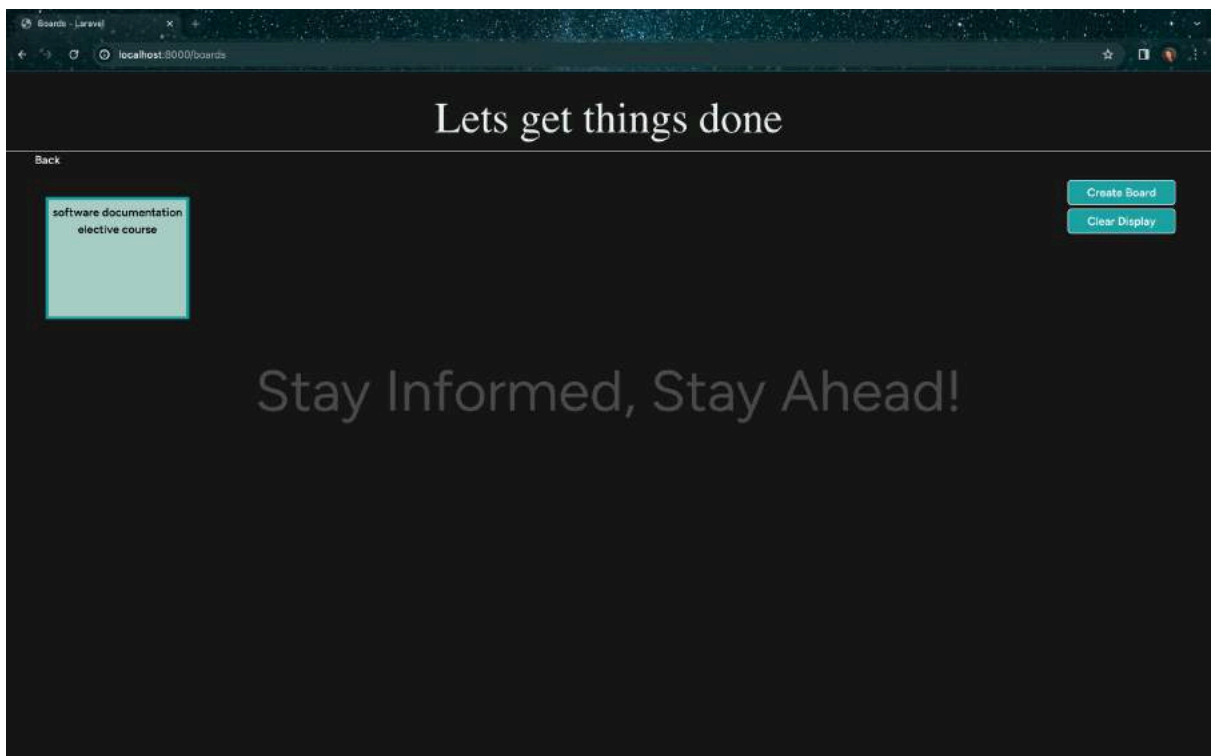 Boards - Laravel
localhost:8000/boards
Lets get things done
Back
Create Board
Clear Display
software documentation
elective course
Stay Informed, Stay Ahead!